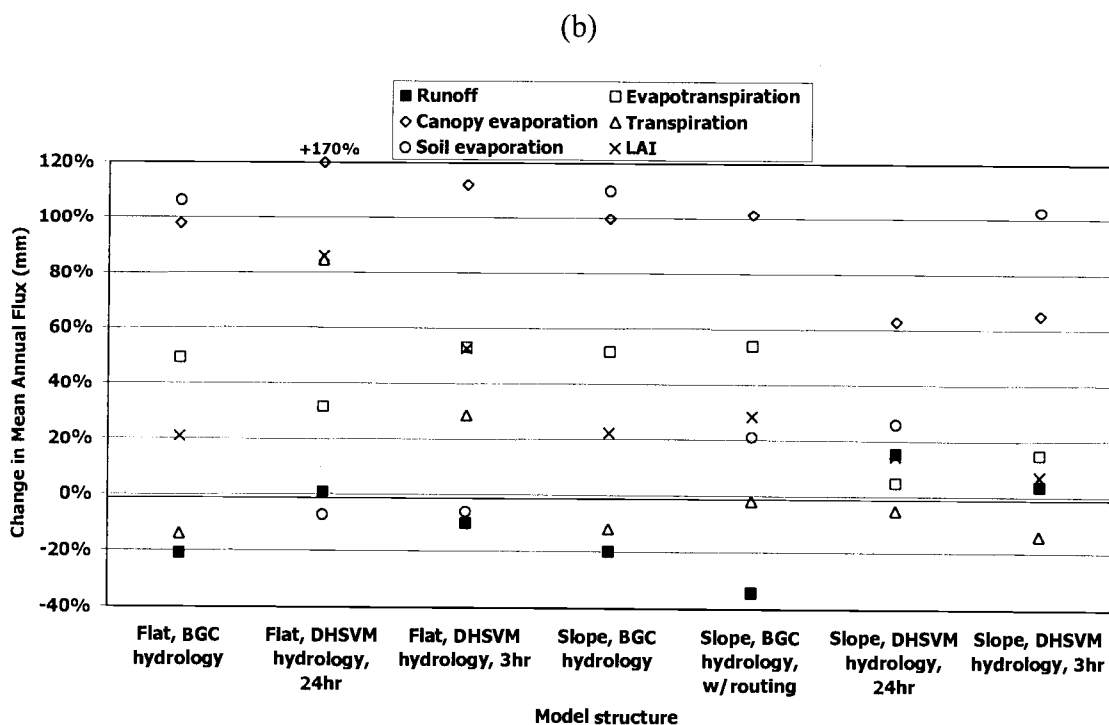 (b)
Runoff
Evapotranspiration
Canopy evaporation
Transpiration
Soil evaporation
LAI
+170%
120%
100%
80%
60%
40%
20%
0%
-20%
-40%
Change in Mean Annual Flux (mm)
Flat, BGC
hydrology
Flat, DHSVM
hydrology,
24hr
Flat, DHSVM
hydrology, 3hr
Slope, BGC
hydrology
Slope, BGC
hydrology,
w/routing
Slope, DHSVM
hydrology,
24hr
Slope, DHSVM
hydrology, 3hr
Model structure